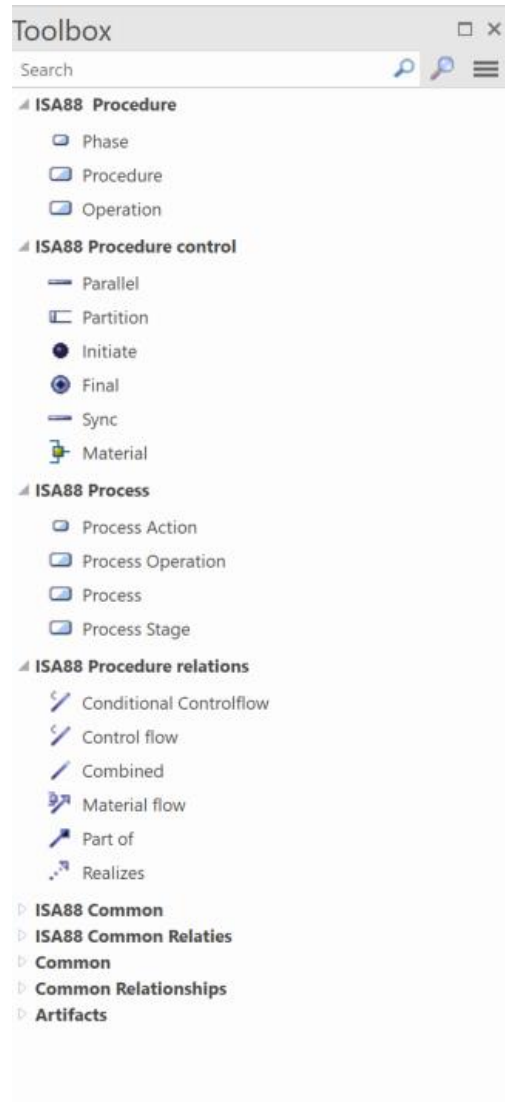 Toolbox
Search
ISA88 Procedure
Phase
Procedure
Operation
ISA88 Procedure control
Parallel
Partition
Initiate
Final
Sync
Material
ISA88 Process
Process Action
Process Operation
Process
Process Stage
ISA88 Procedure relations
Conditional Controlflow
Control flow
Combined
Material flow
Part of
Realizes
ISA88 Common
ISA88 Common Relaties
Common
Common Relationships
Artifacts